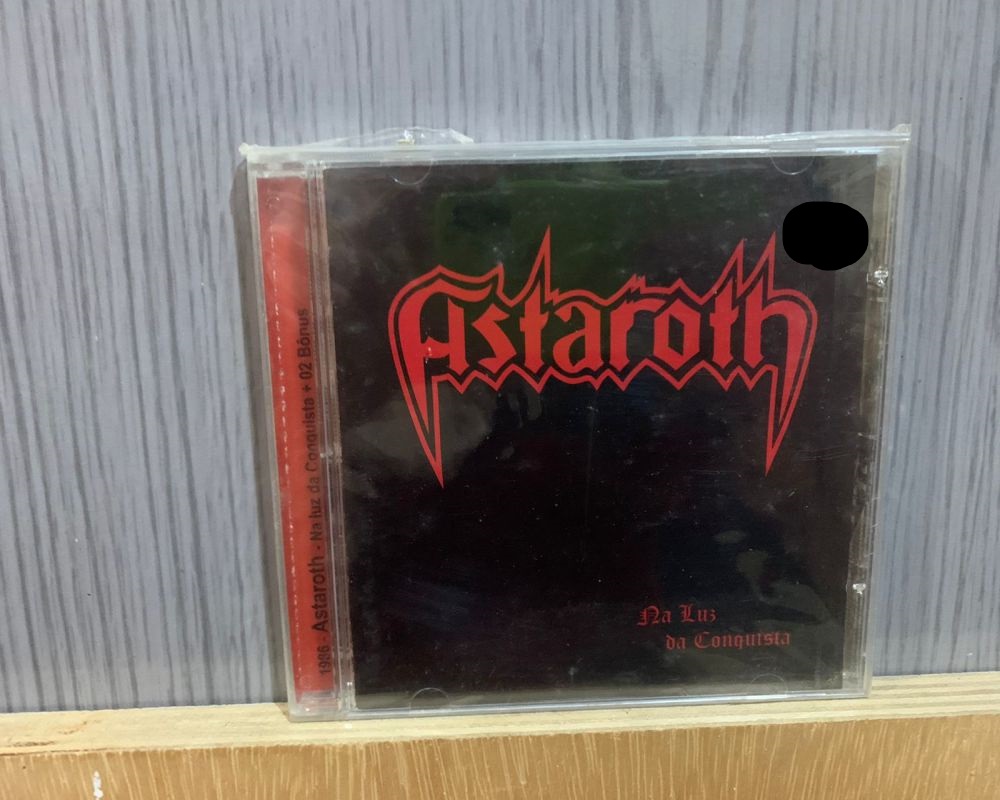 1986 - Astaroth - Na luz da Conquista + 02 Bônus
Astaroth
Na Luz
da Conquista